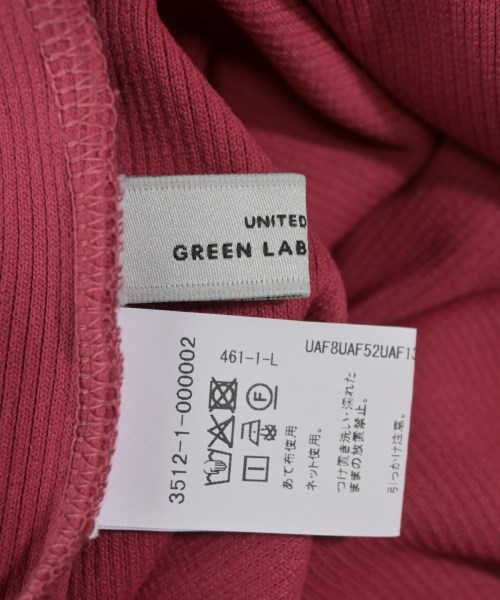 UNITED
GREEN LAB
UAF8UAF52UAF13
461-1-L
3512-1-000002
あて布使用
ネット使用。
つけ置き洗い・濡れた
ままの放置禁止。
引っかけ注意。